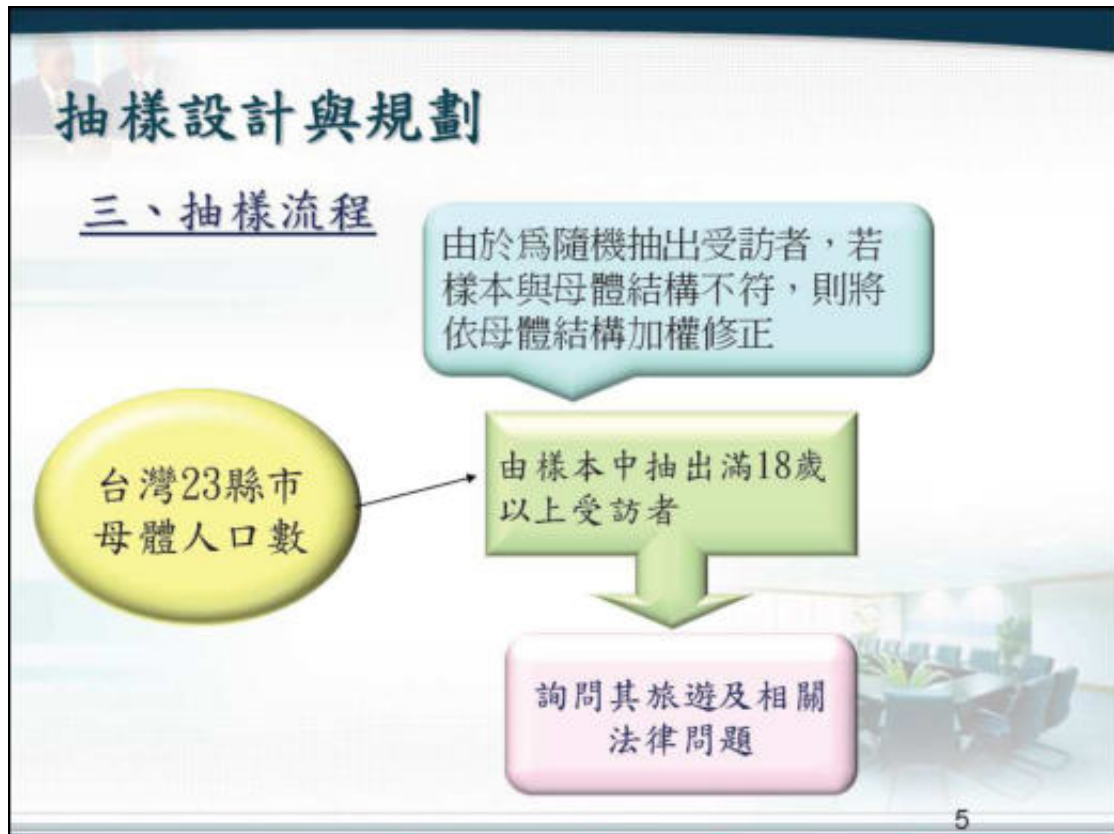 抽樣設計與規劃
三、抽樣流程
由於為隨機抽出受訪者，若
樣本與母體結構不符，則將
依母體結構加權修正
台灣23縣市
母體人口數
由樣本中抽出滿18歲
以上受訪者
詢問其旅遊及相關
法律問題
5